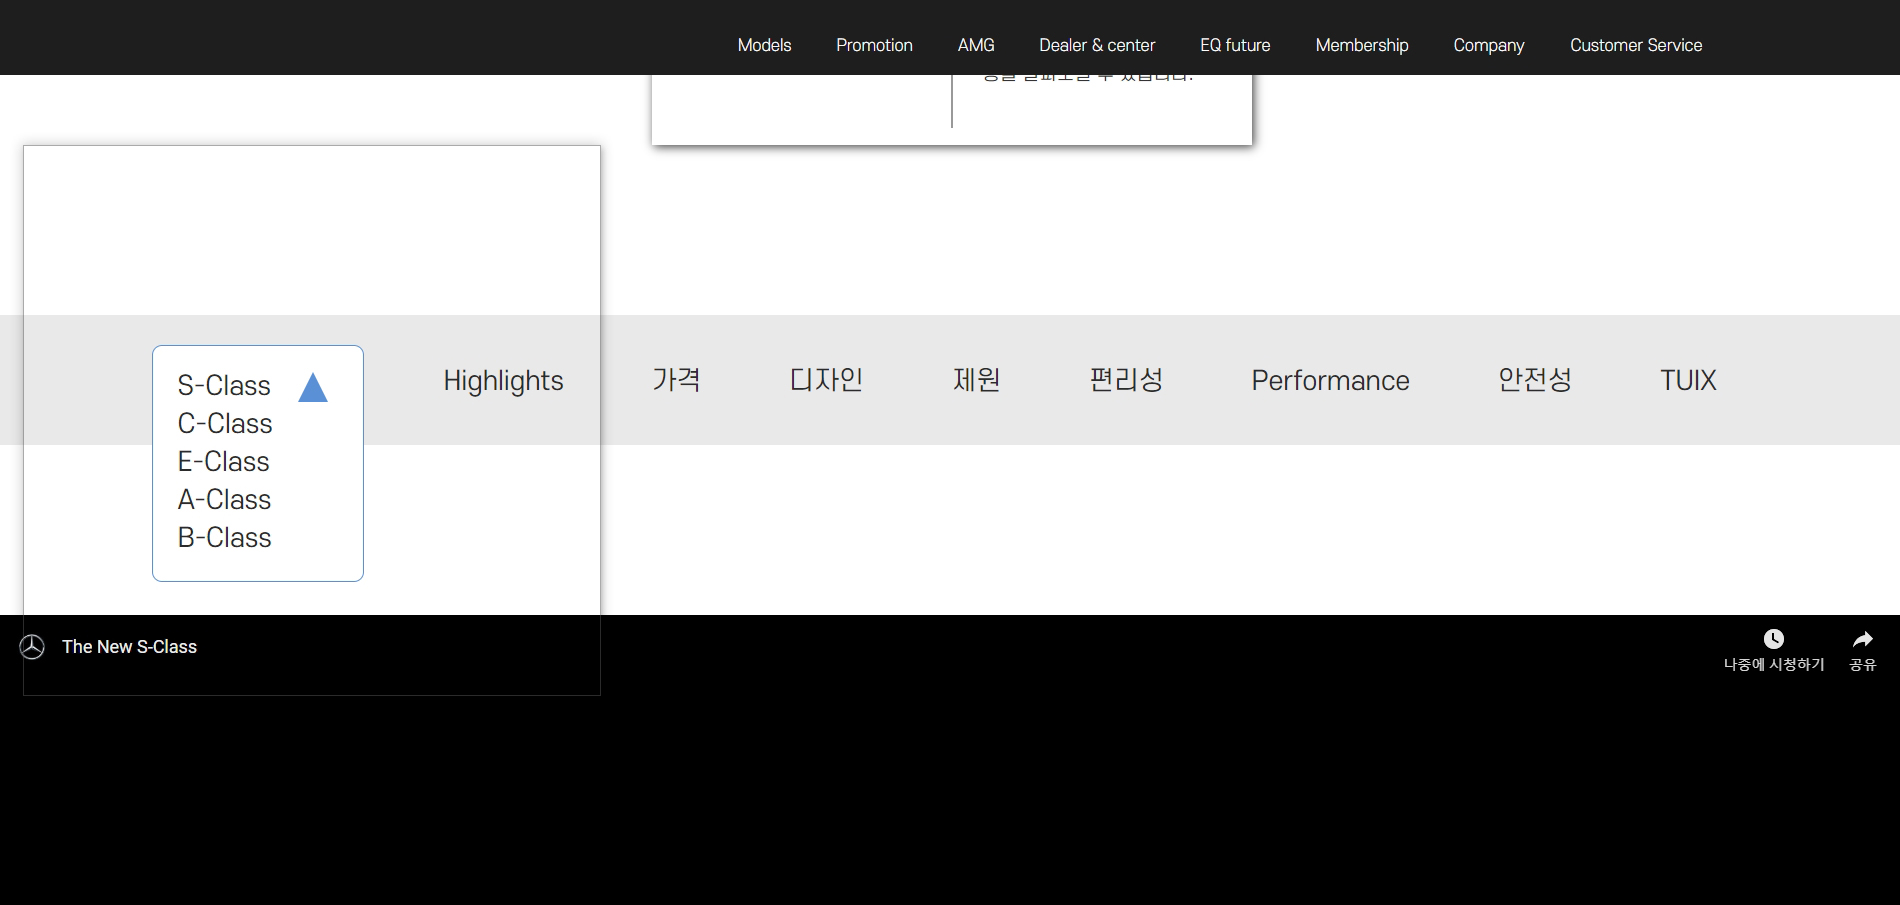 Models Promotion AMG Dealer & center EQ future Membership Company Customer Service
S-Class
C-Class
E-Class
A-Class
B-Class
Highlights 가격 디자인 제원 편리성 Performance 안전성 TUIX
The New S-Class
나중에 시청하기 공유